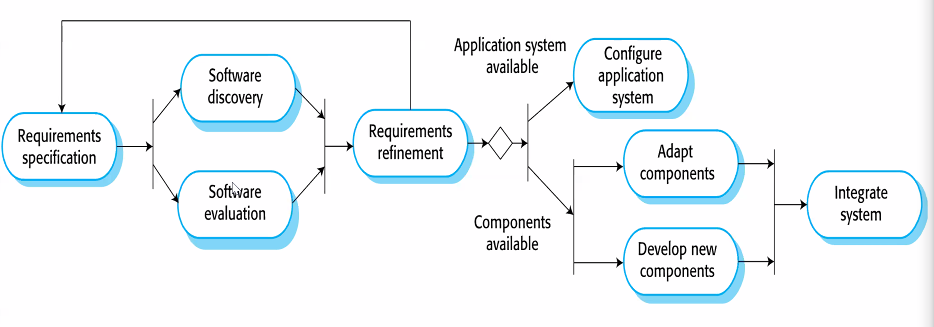 Requirements
specification
Software
discovery
Software
evaluation
Requirements
refinement
Application system
available
Configure
application
system
Components
available
Adapt
components
Develop new
components
Integrate
system